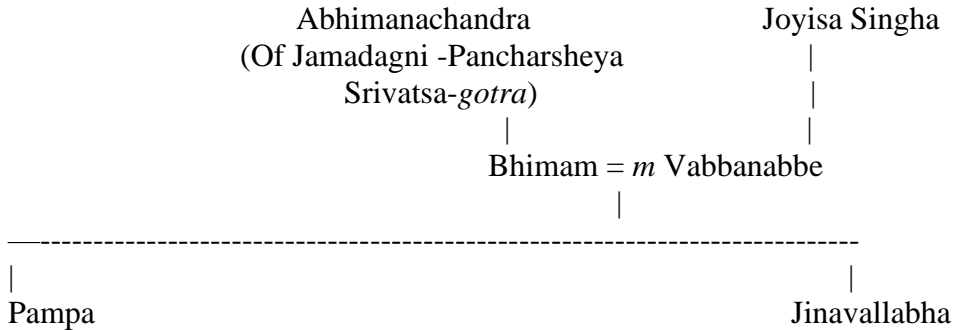 Abhimanachandra Joyisa Singha
(Of Jamadagni -Pancharsheya |
Srivatsa-gotra) |
| |
Bhimam = m Vabbanabbe
|
—------------------------------------------------------------------------------
| |
Pampa Jinavallabha